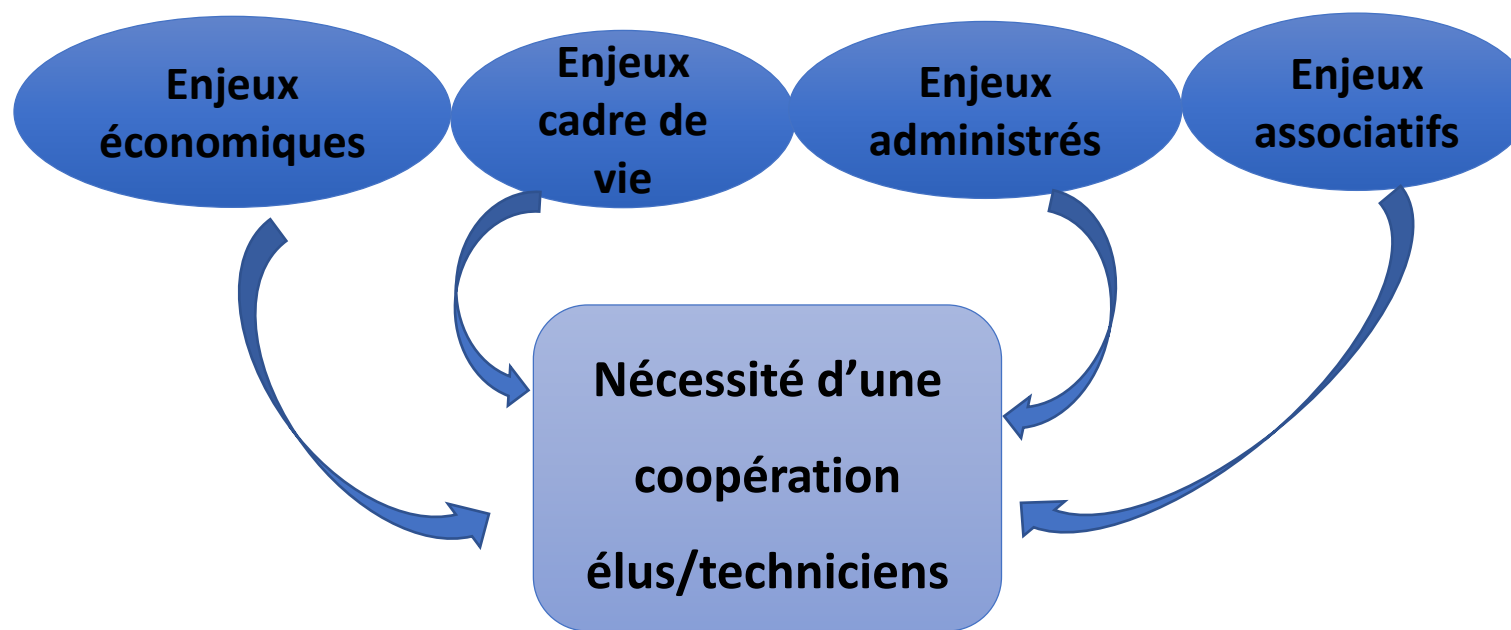 Enjeux
économiques
Enjeux
cadre de
vie
Enjeux
administrés
Enjeux
associatifs
Nécessité d’une
coopération
élus/techniciens